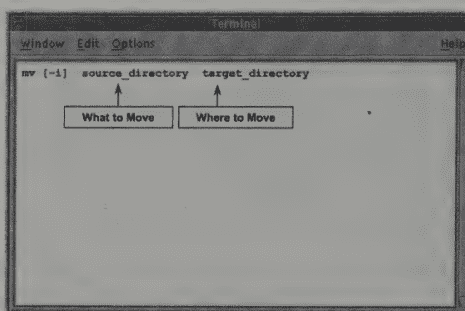 Terminal
Window Edit Options Help
mv [-i] source_directory target_directory
What to Move Where to Move